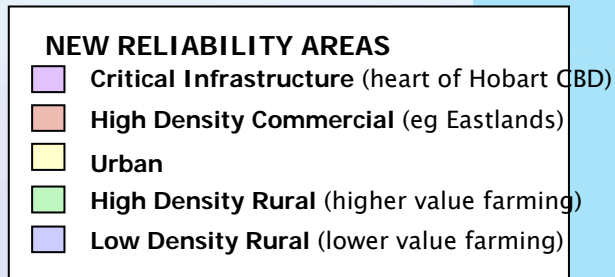 NEW RELIABILITY AREAS
Critical Infrastructure (heart of Hobart CBD)
High Density Commercial (eg Eastlands)
Urban
High Density Rural (higher value farming)
Low Density Rural (lower value farming)